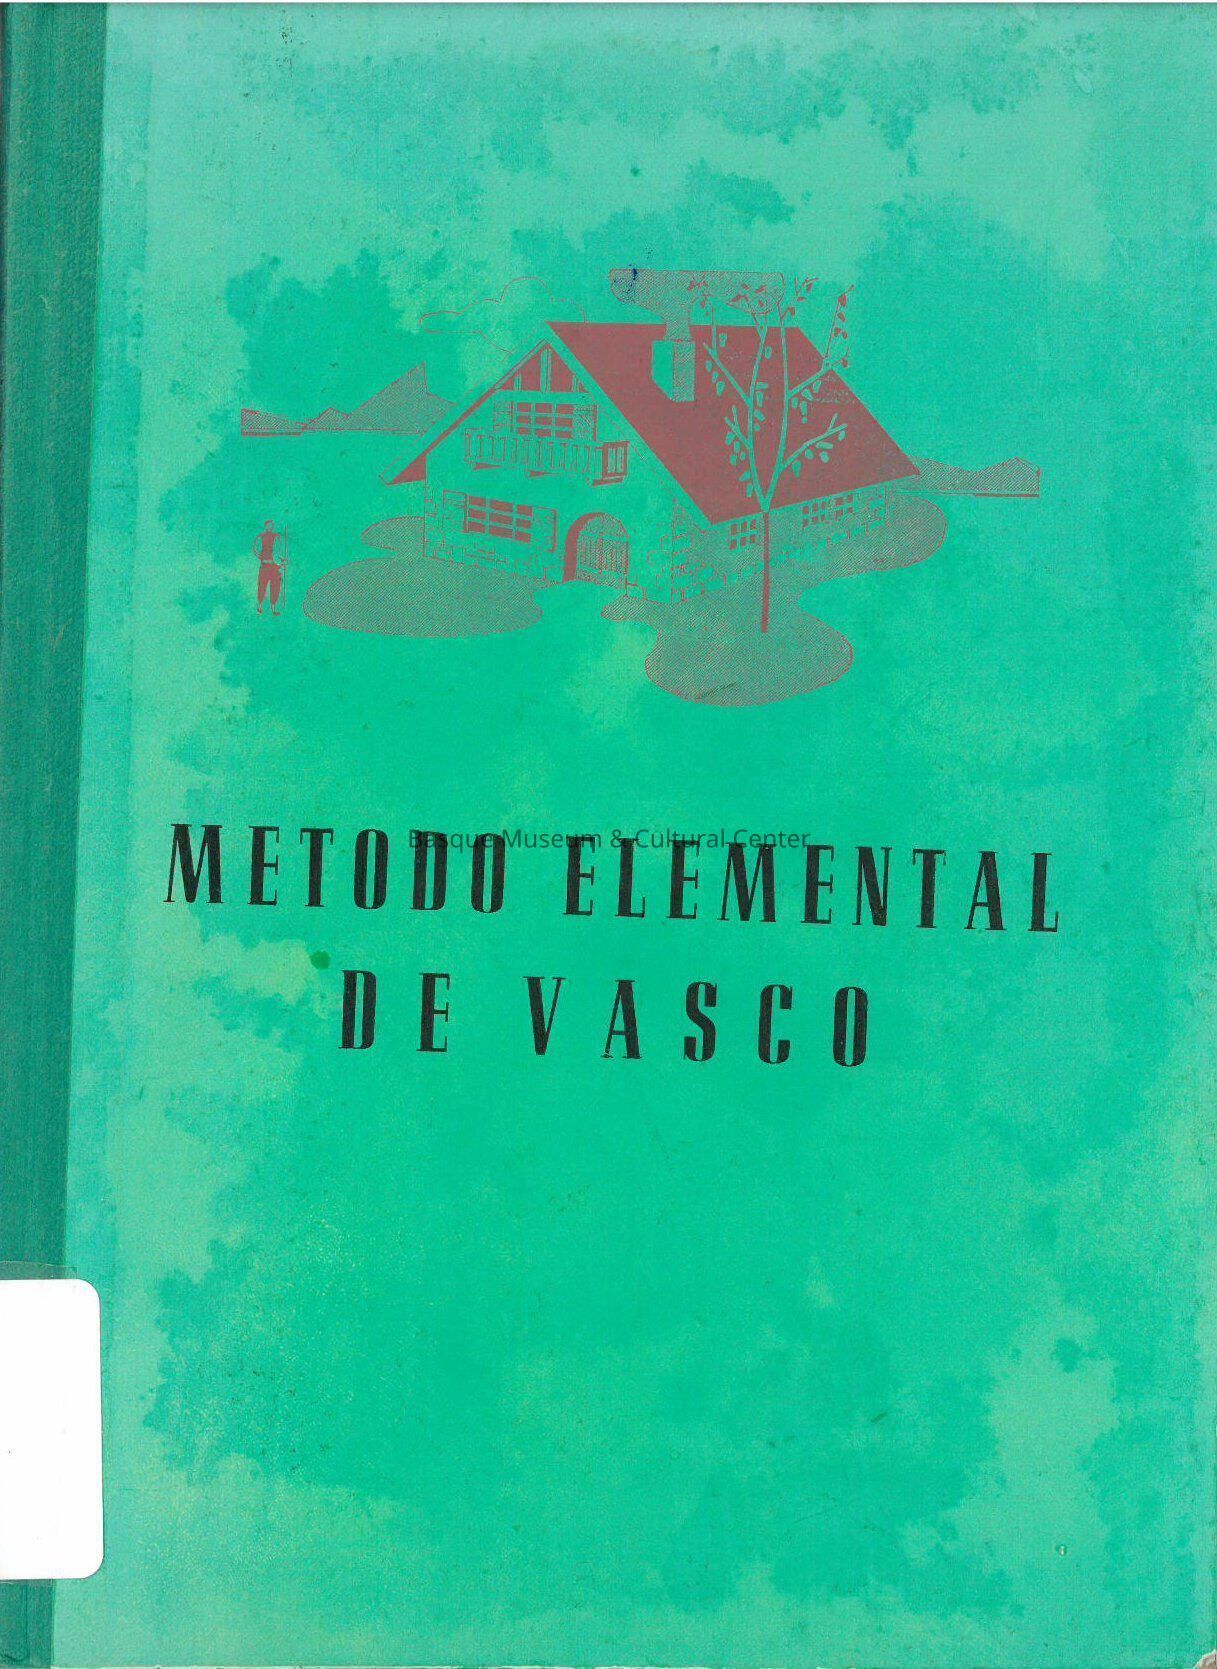 METODO ELEMENTAL
DE VASCO
Basque Museum & Cultural Center